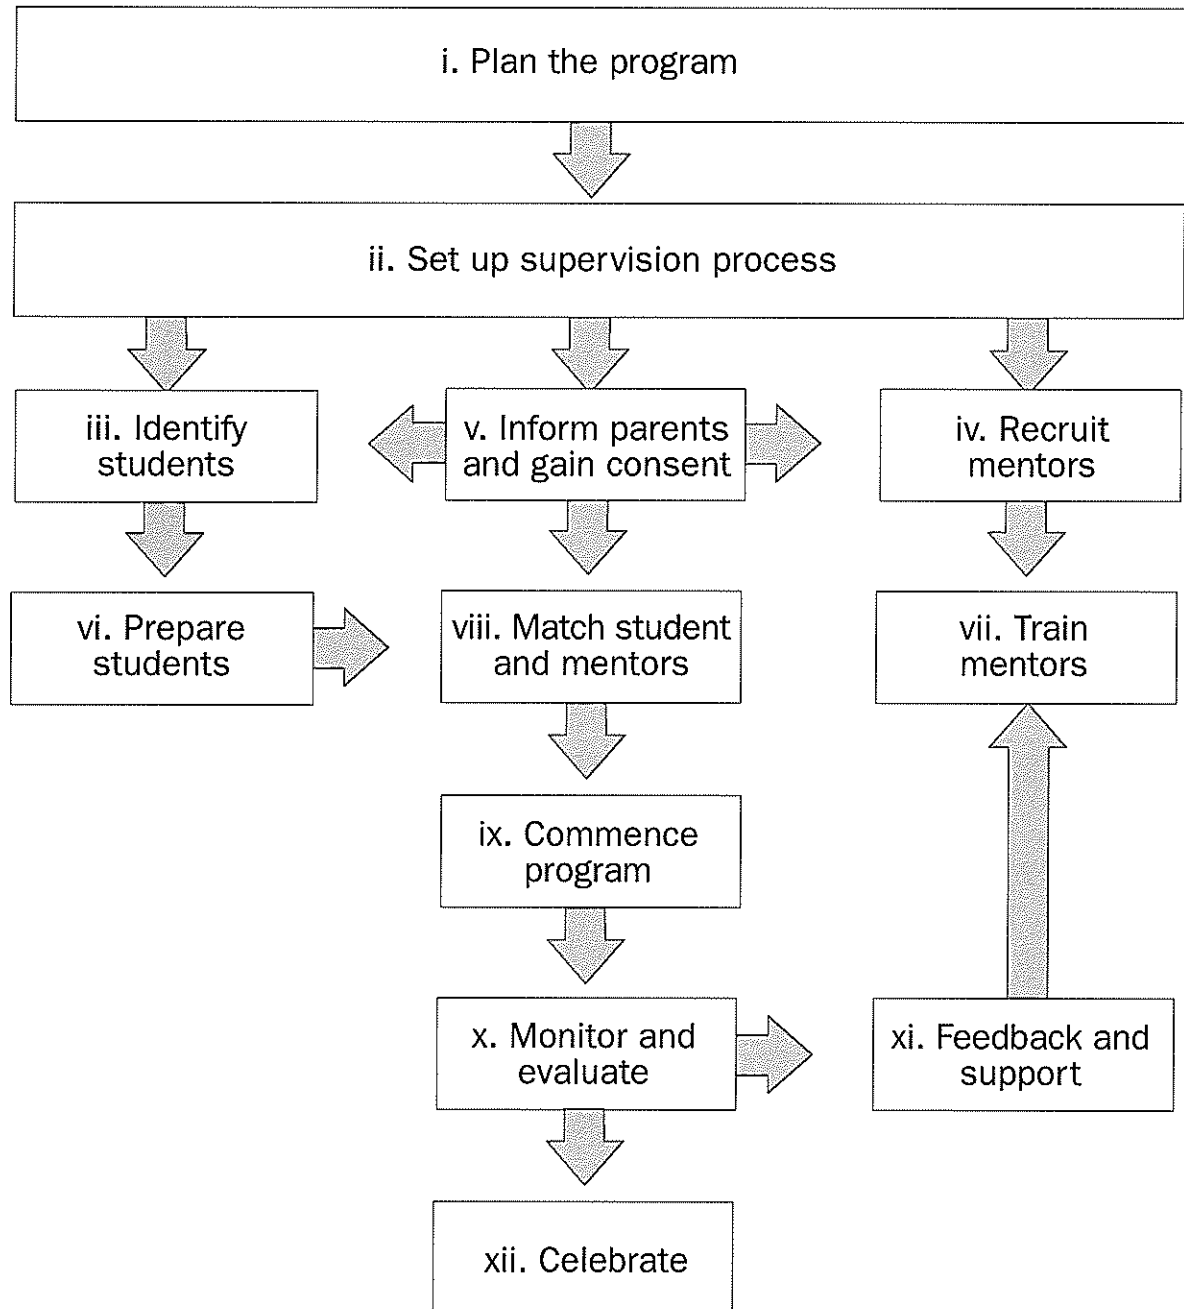 i. Plan the program
ii. Set up supervision process
iii. Identify
students
v. Inform parents
and gain consent
iv. Recruit
mentors
vi. Prepare
students
viii. Match student
and mentors
vii. Train
mentors
ix. Commence
program
x. Monitor and
evaluate
xi. Feedback and
support
xii. Celebrate